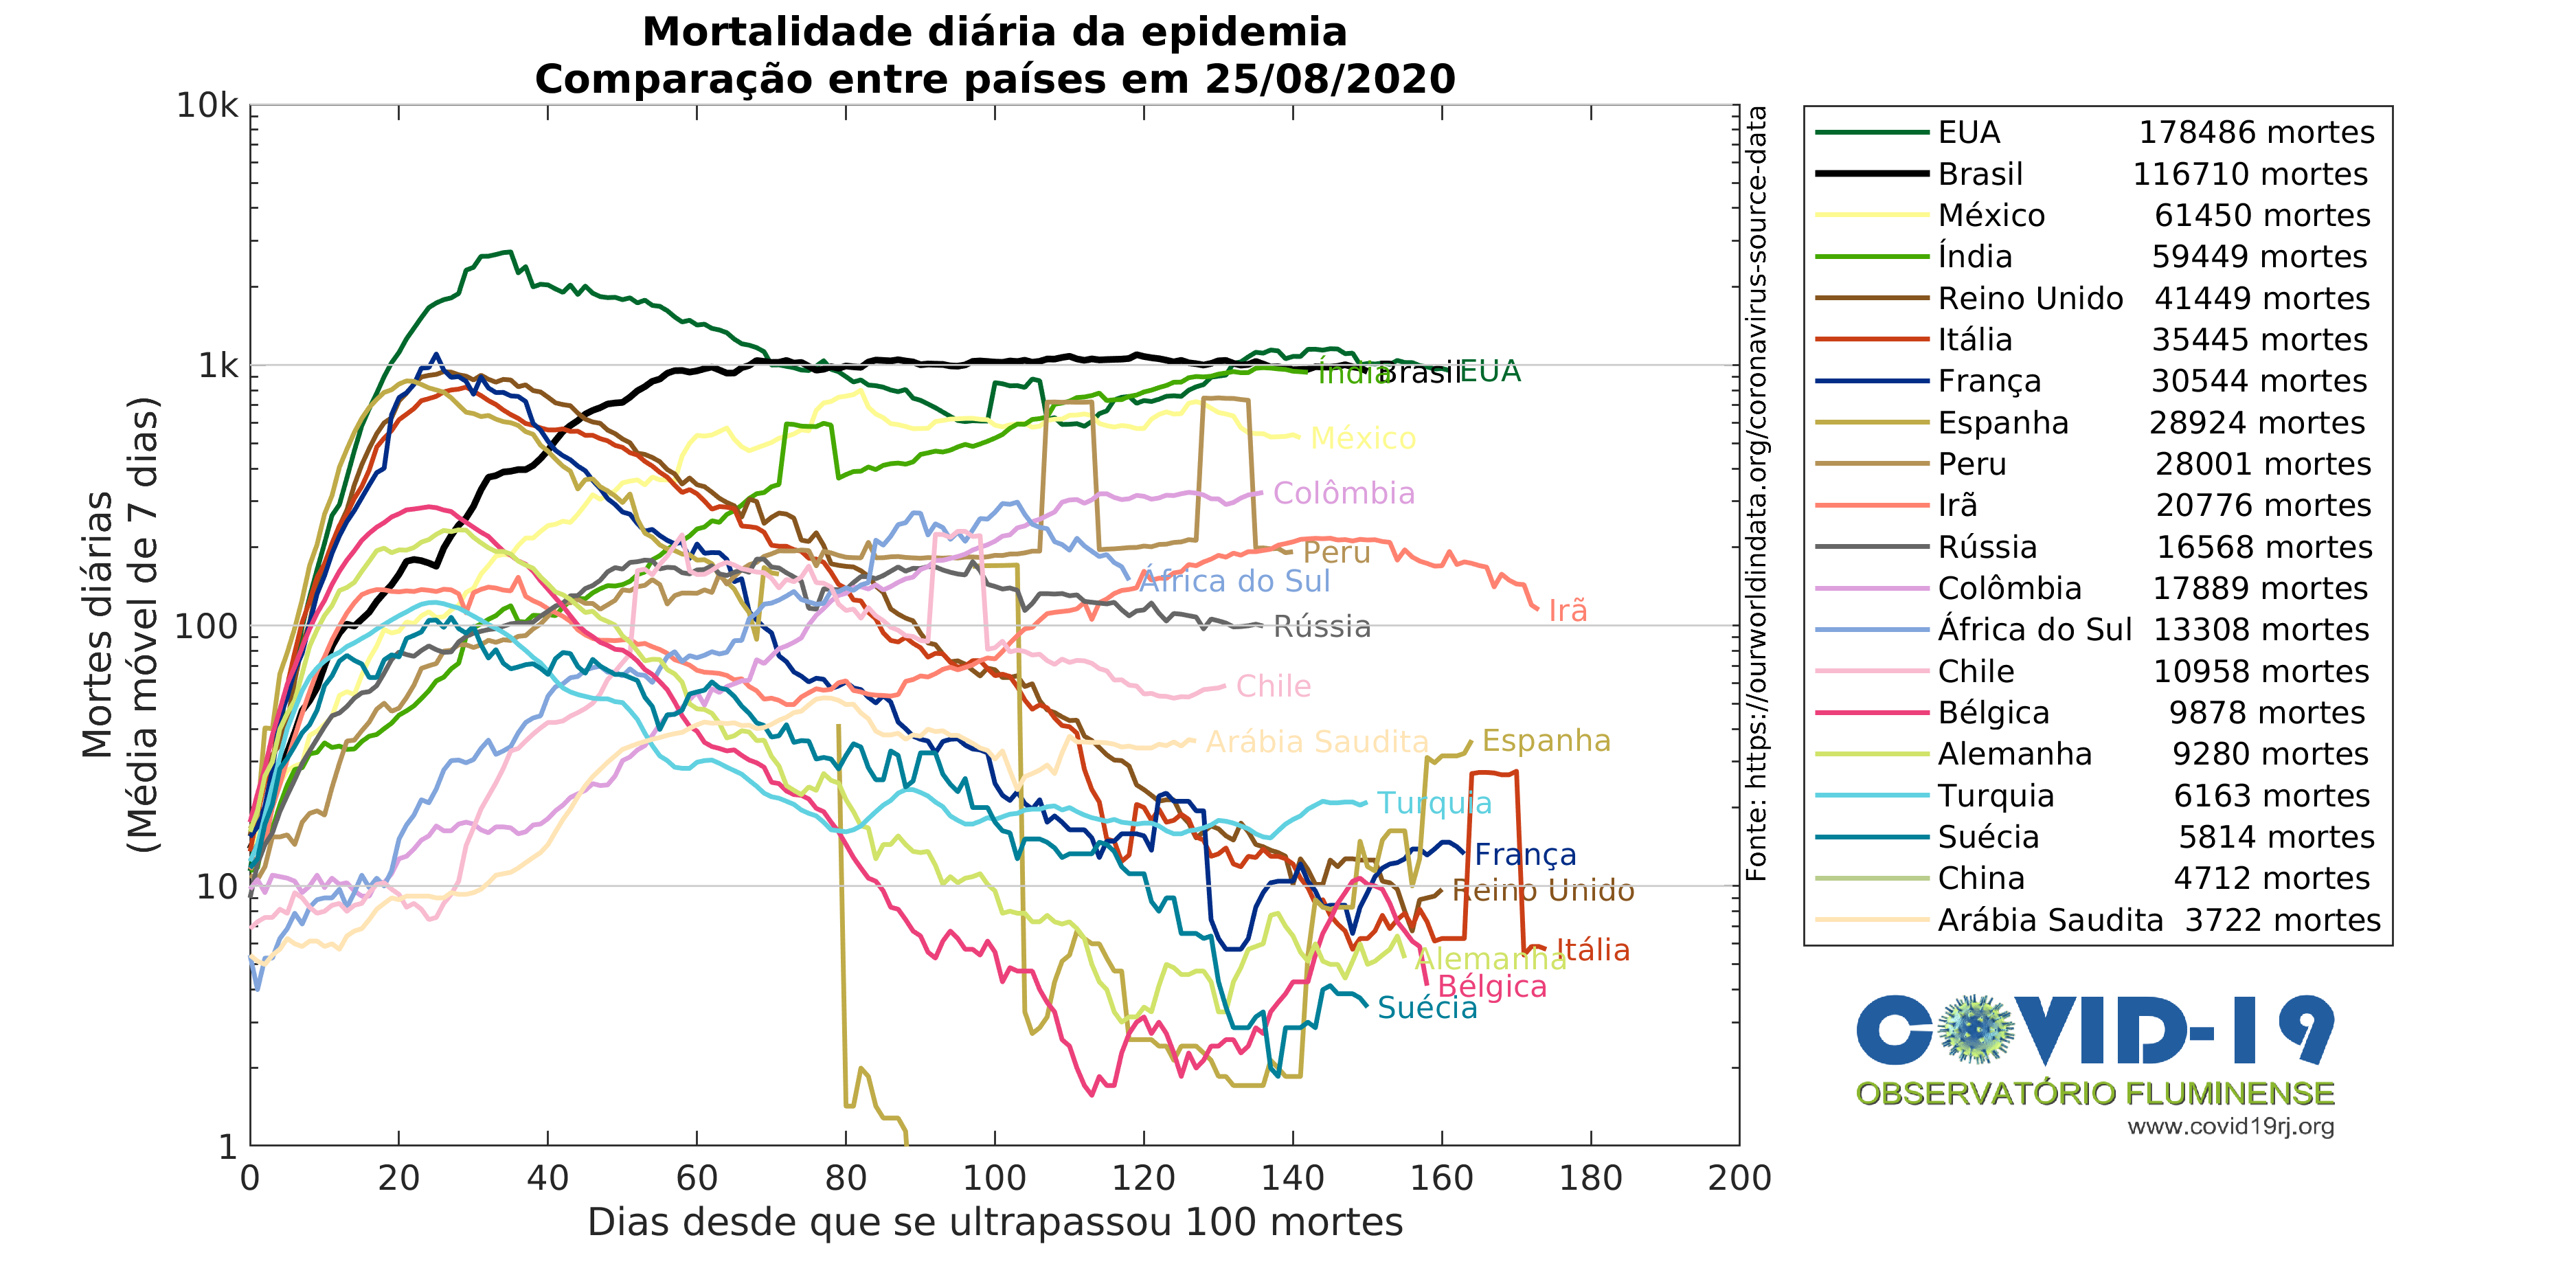 Mortalidade diária da epidemia
Comparação entre países em 25/08/2020
Mortes diárias
(Média móvel de 7 dias)
10k
1k
100
10
1
0 20 40 60 80 100 120 140 160 180 200
Dias desde que se ultrapassou 100 mortes
Índia
Brasil
EUA
México
Colômbia
Peru
África do Sul
Irã
Rússia
Chile
Arábia Saudita
Espanha
Turquia
França
Reino Unido
Itália
Alemanha
Bélgica
Suécia
Fonte: https://ourworldindata.org/coronavirus-source-data
EUA 178486 mortes
Brasil 116710 mortes
México 61450 mortes
Índia 59449 mortes
Reino Unido 41449 mortes
Itália 35445 mortes
França 30544 mortes
Espanha 28924 mortes
Peru 28001 mortes
Irã 20776 mortes
Rússia 16568 mortes
Colômbia 17889 mortes
África do Sul 13308 mortes
Chile 10958 mortes
Bélgica 9878 mortes
Alemanha 9280 mortes
Turquia 6163 mortes
Suécia 5814 mortes
China 4712 mortes
Arábia Saudita 3722 mortes
COVID-19
OBSERVATÓRIO FLUMINENSE
www.covid19rj.org